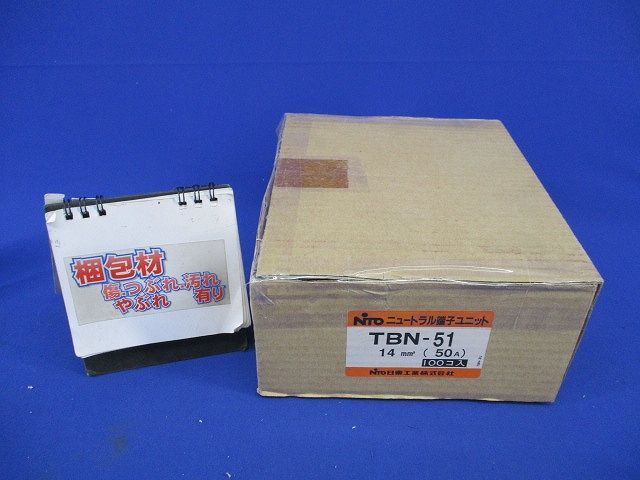 梱包材
傷、つぶれ、汚れ
やぶれ 有り
NITO ニュートラル端子ユニット
TBN-51
14 mm² (50A)
100コ入
NITO 日東工業株式会社